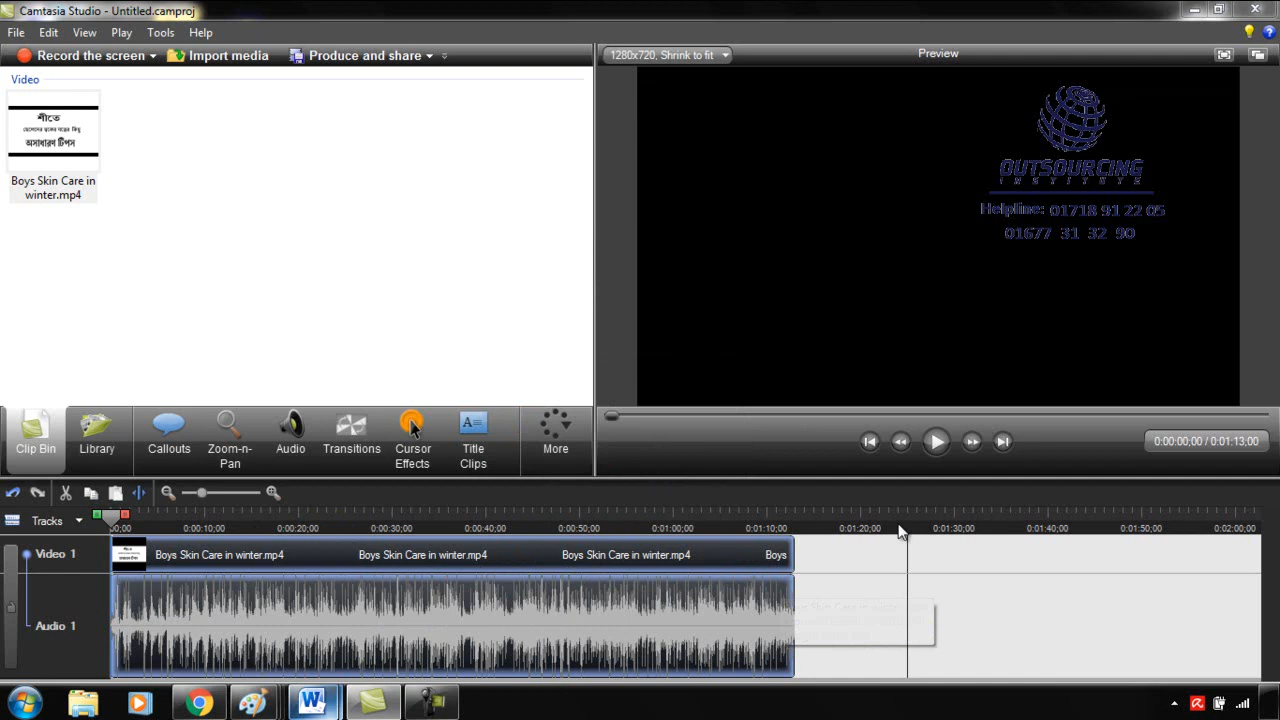 Camtasia Studio - Untitled.camproj
File Edit View Play Tools Help
Record the screen Import media Produce and share
1280x720, Shrink to fit
Preview
Video
শীতে
অসাধারণ টিপস
Boys Skin Care in
winter.mp4
OUTSOURCING
INSTITUTE
Helpline: 01718 91 22 05
01677 31 32 90
Clip Bin
Library
Callouts
Zoom-n-
Pan
Audio
Transitions
Cursor
Effects
Title
Clips
More
0:00:00;00 / 0:01:13;00
Tracks
00;00 0:00:10;00 0:00:20;00 0:00:30;00 0:00:40;00 0:00:50;00 0:01:00;00 0:01:10;00 0:01:20;00 0:01:30;00 0:01:40;00 0:01:50;00 0:02:00;00
Video 1
Boys Skin Care in winter.mp4 Boys Skin Care in winter.mp4 Boys Skin Care in winter.mp4 Boys
Audio 1